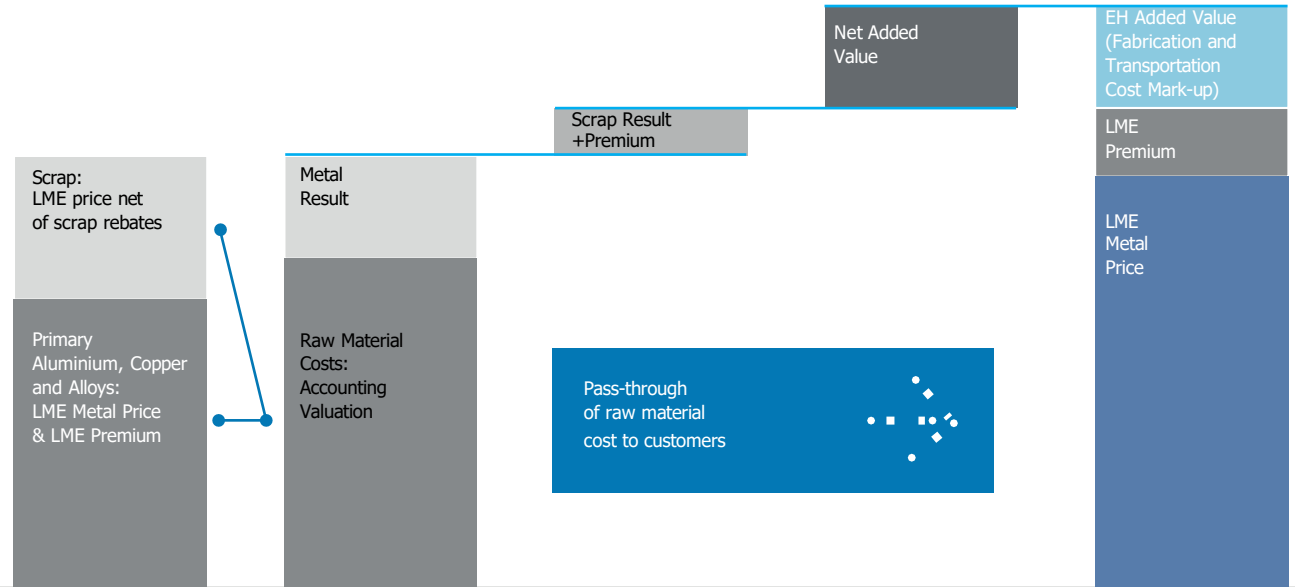 Scrap:
LME price net
of scrap rebates
Primary
Aluminium, Copper
and Alloys:
LME Metal Price
& LME Premium
Metal
Result
Raw Material
Costs:
Accounting
Valuation
Scrap Result
+Premium
Net Added
Value
Pass-through
of raw material
cost to customers
EH Added Value
(Fabrication and
Transportation
Cost Mark-up)
LME
Premium
LME
Metal
Price